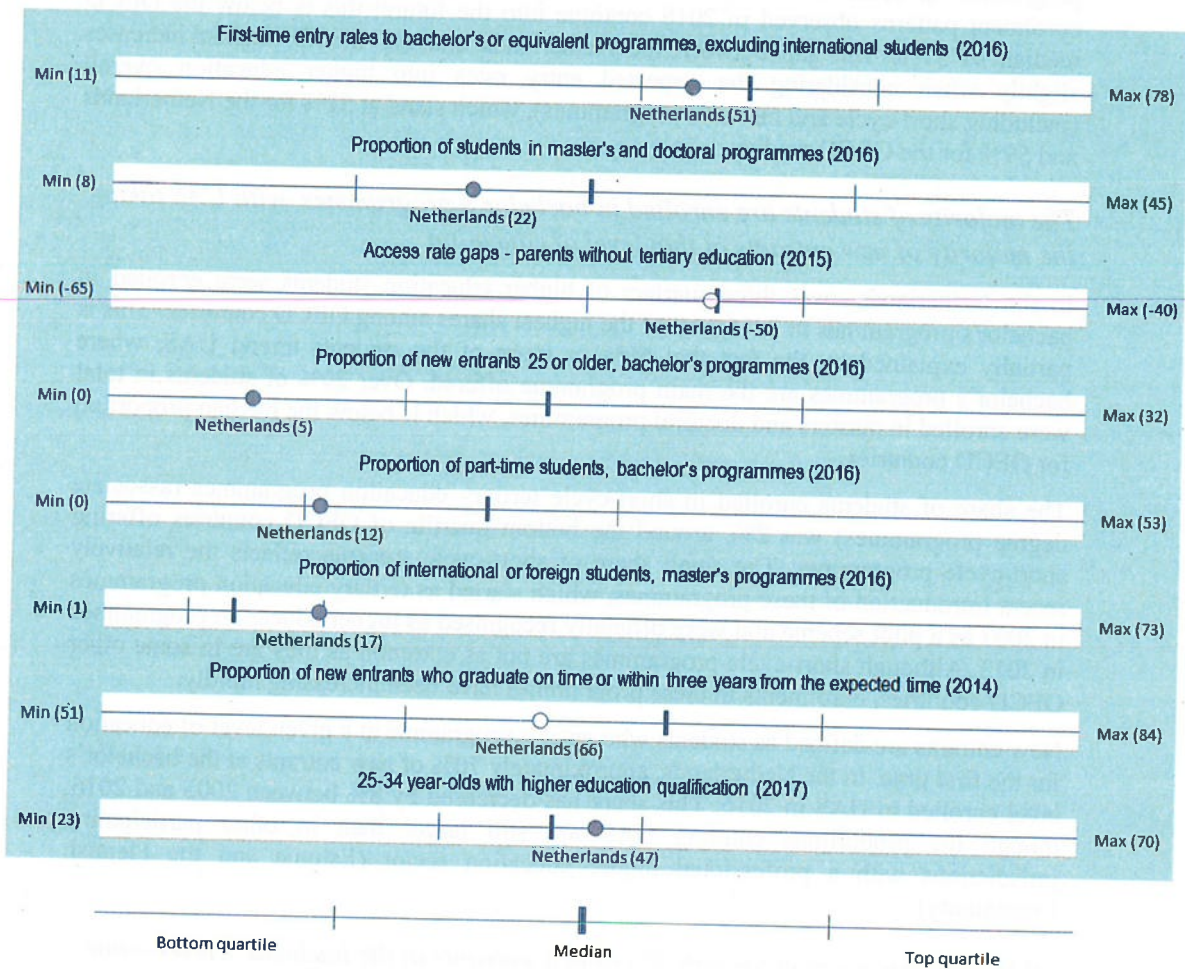 First-time entry rates to bachelor's or equivalent programmes, excluding international students (2016)
Min (11)
Max (78)
Netherlands (51)
Proportion of students in master's and doctoral programmes (2016)
Min (8)
Max (45)
Netherlands (22)
Access rate gaps - parents without tertiary education (2015)
Min (-65)
Max (-40)
Netherlands (-50)
Proportion of new entrants 25 or older, bachelor's programmes (2016)
Min (0)
Max (32)
Netherlands (5)
Proportion of part-time students, bachelor's programmes (2016)
Min (0)
Max (53)
Netherlands (12)
Proportion of international or foreign students, master's programmes (2016)
Min (1)
Max (73)
Netherlands (17)
Proportion of new entrants who graduate on time or within three years from the expected time (2014)
Min (51)
Max (84)
Netherlands (66)
25-34 year-olds with higher education qualification (2017)
Min (23)
Max (70)
Netherlands (47)
Bottom quartile
Median
Top quartile